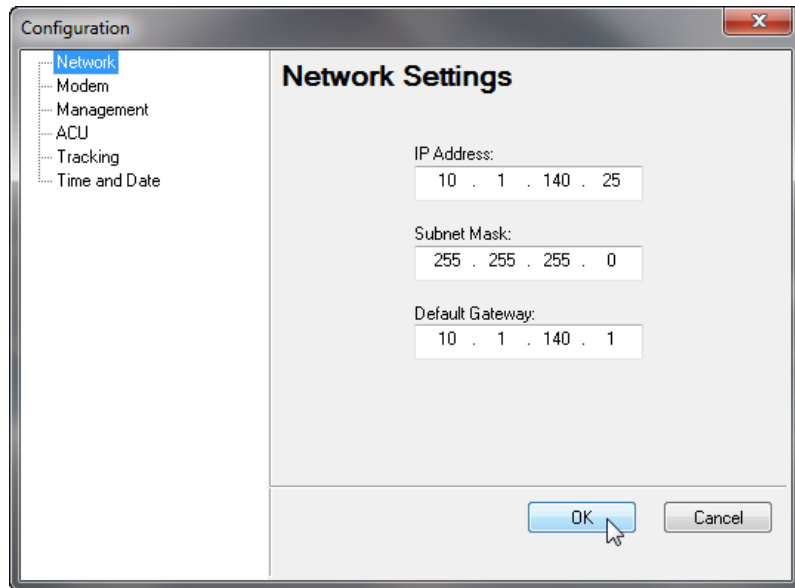 Configuration
Network
Modem
Management
ACU
Tracking
Time and Date
Network Settings
IP Address:
10 . 1 . 140 . 25
Subnet Mask:
255 . 255 . 255 . 0
Default Gateway:
10 . 1 . 140 . 1
OK
Cancel